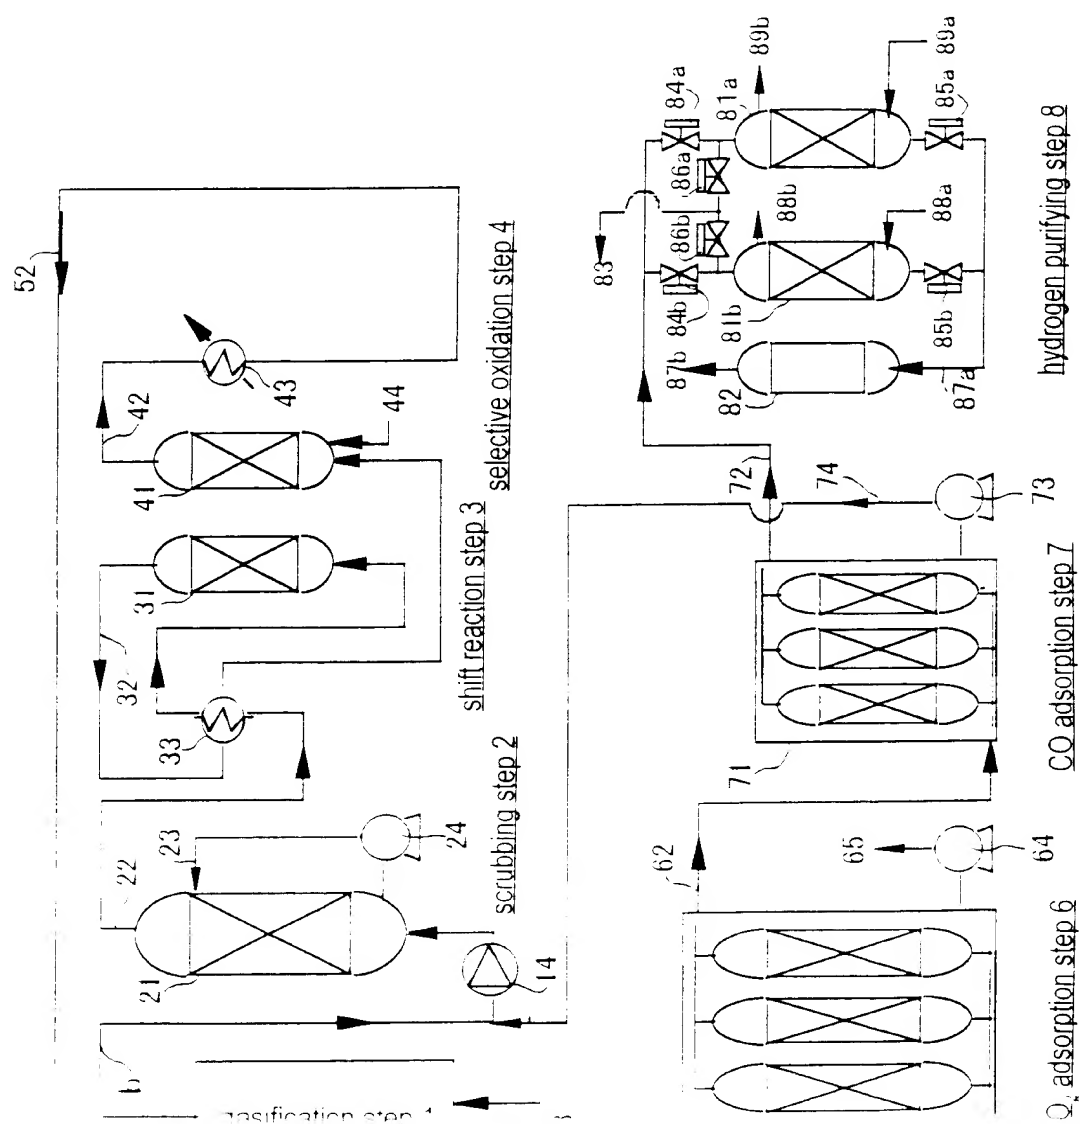 52
42
43
44
41
31
32
33
selective oxidation step 4
shift reaction step 3
22
23
24
21
14
scrubbing step 2
b
gasification step 1
89b
84a
81a
89a
85a
86a
86b
88b
88a
83
84b
81b
85b
87b
82
87a
hydrogen purifying step 8
72
74
73
71
CO adsorption step 7
62
65
64
adsorption step 6